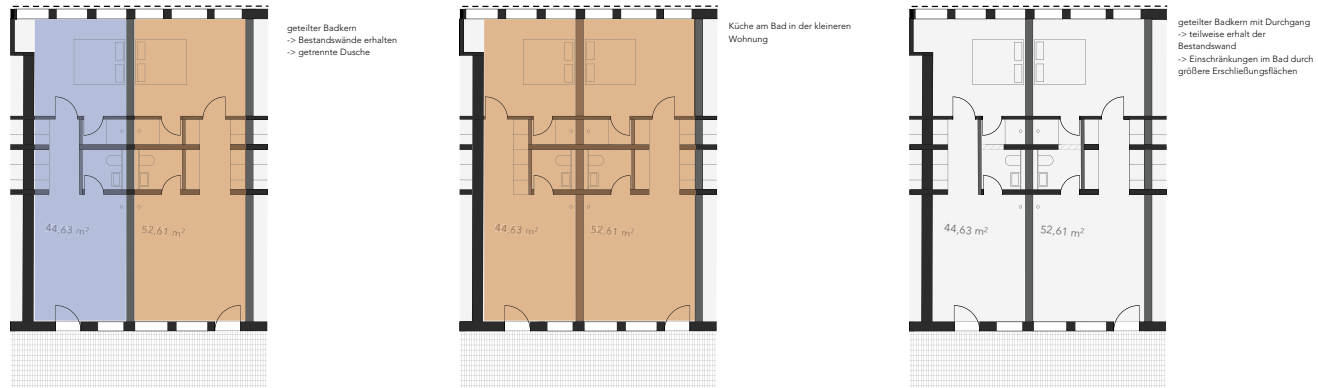 geteilter Badkern
-> Bestandswände erhalten
-> getrennte Dusche
44,63 m²
52,61 m²
Küche am Bad in der kleineren
Wohnung
44,63 m²
52,61 m²
geteilter Badkern mit Durchgang
-> teilweise erhalt der
Bestandswand
-> Einschränkungen im Bad durch
größere Erschließungsflächen
44,63 m²
52,61 m²